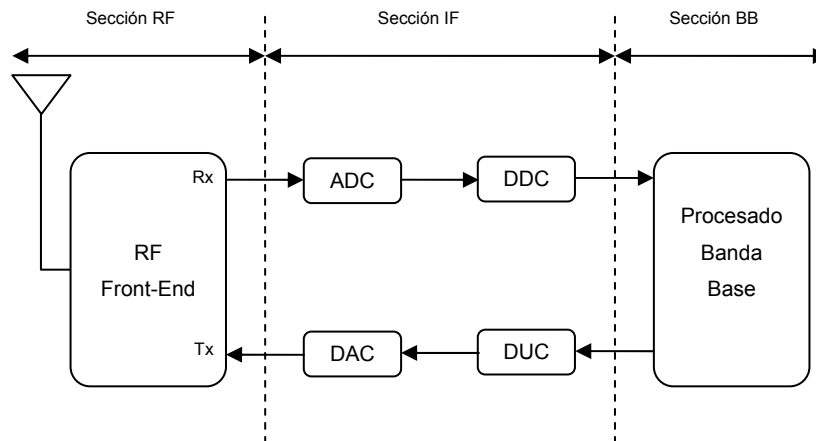 Sección RF
Sección IF
Sección BB
Rx
ADC
DDC
RF
Front-End
Procesado
Banda
Base
Tx
DAC
DUC